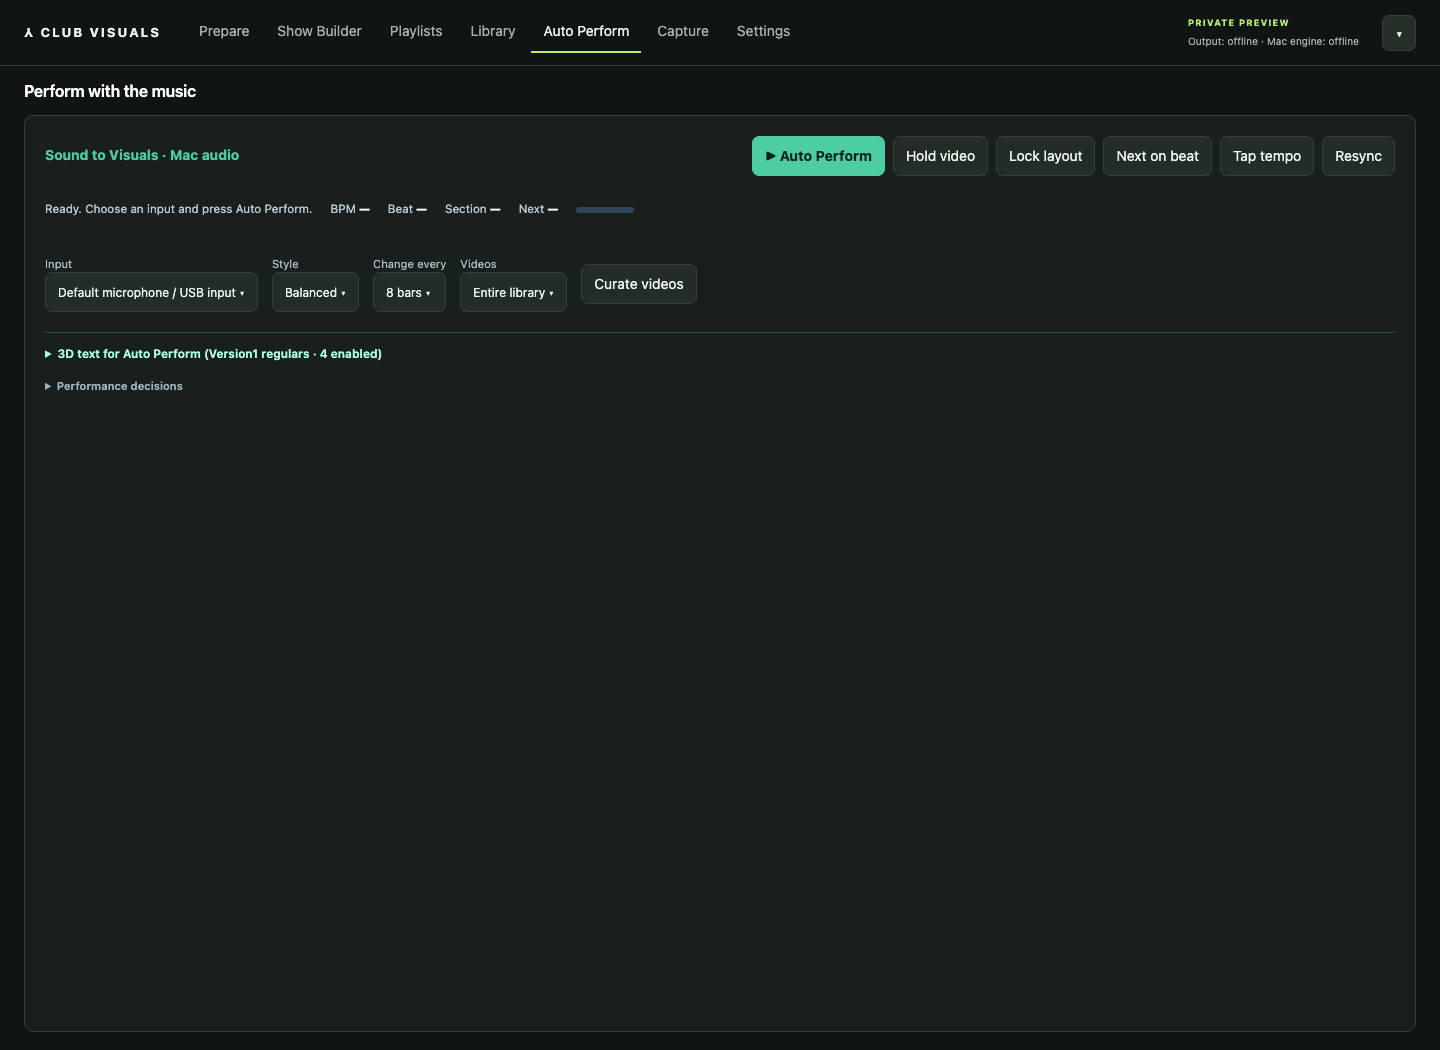 ⅄ CLUB VISUALS
Prepare
Show Builder
Playlists
Library
Auto Perform
Capture
Settings
PRIVATE PREVIEW
Output: offline · Mac engine: offline
▾
Perform with the music
Sound to Visuals · Mac audio
▶ Auto Perform
Hold video
Lock layout
Next on beat
Tap tempo
Resync
Ready. Choose an input and press Auto Perform.
BPM —
Beat —
Section —
Next —
Input
Style
Change every
Videos
Default microphone / USB input ▾
Balanced ▾
8 bars ▾
Entire library ▾
Curate videos
▶ 3D text for Auto Perform (Version1 regulars · 4 enabled)
▶ Performance decisions